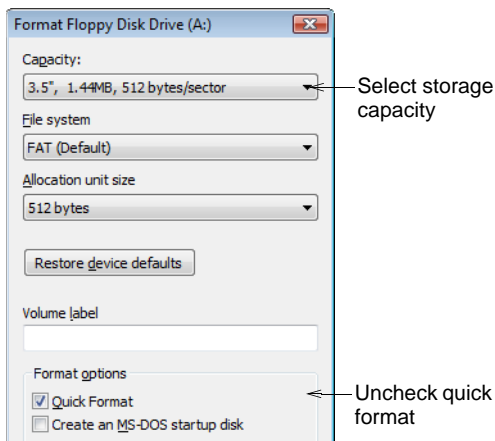 Format Floppy Disk Drive (A:)
Capacity:
3.5", 1.44MB, 512 bytes/sector
Select storage
capacity
File system
FAT (Default)
Allocation unit size
512 bytes
Restore device defaults
Volume label
Format options
Quick Format
Create an MS-DOS startup disk
Uncheck quick
format